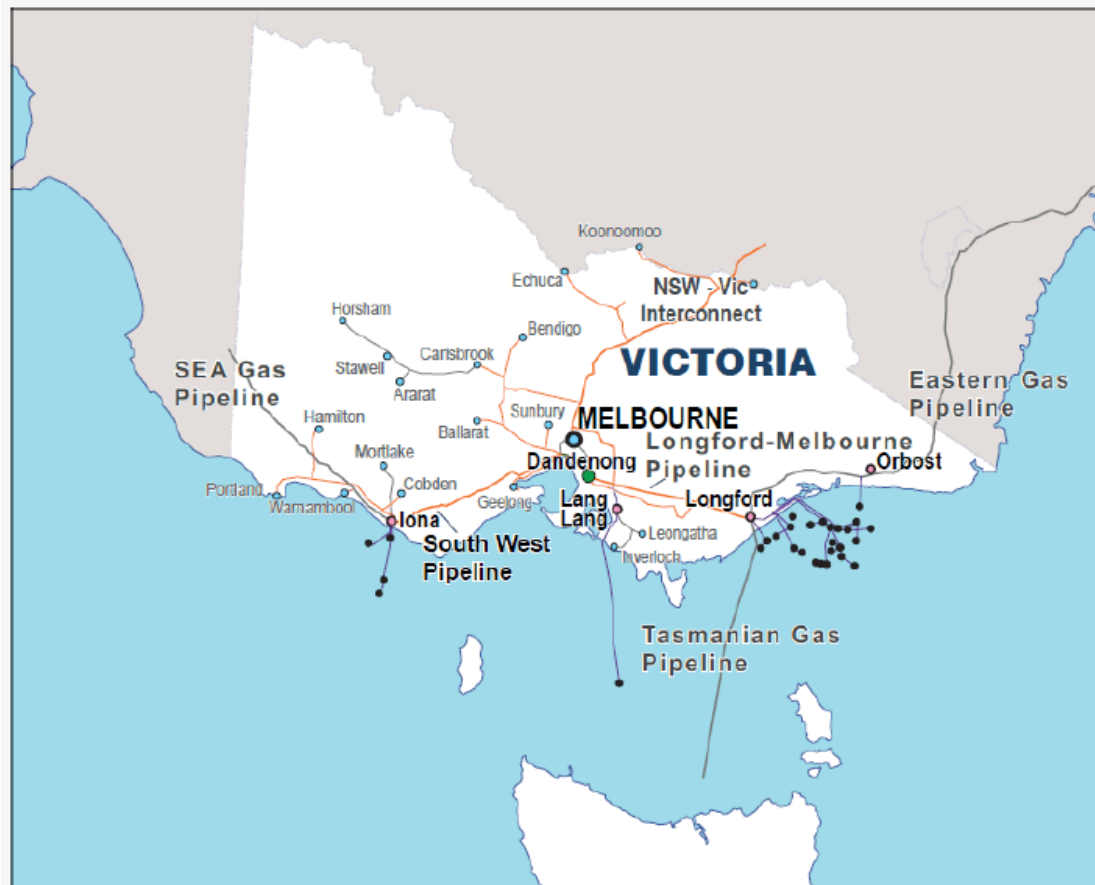 Koonoomoo
Echuca
NSW - Vic
Interconnect
Horsham
Bendigo
SEA Gas
Pipeline
Stawell
Carlsbrook
VICTORIA
Ararat
Eastern Gas
Pipeline
Hamilton
Sunbury
MELBOURNE
Ballarat
Longford-Melbourne
Pipeline
Mortlake
Dandenong
Orbost
Portland
Cobden
Geelong
Warnambool
Lang
Lang
Longford
Iona
Leongatha
South West
Pipeline
Inverloch
Tasmanian Gas
Pipeline